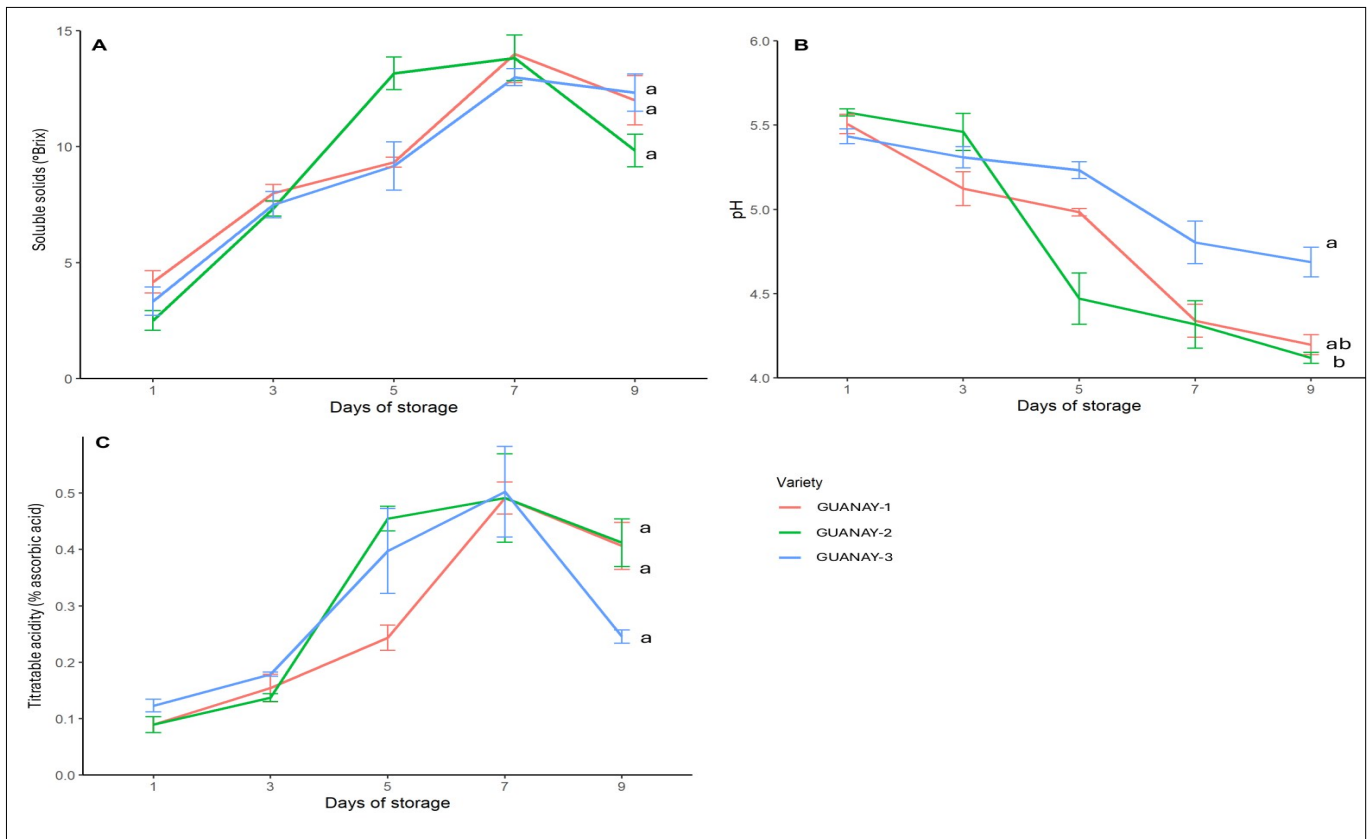 A
Soluble solids (ºBrix)
15
10
5
0
a
a
a
1 3 5 7 9
Days of storage
B
pH
6.0
5.5
5.0
4.5
4.0
a
ab
b
1 3 5 7 9
Days of storage
C
Titratable acidity (% ascorbic acid)
0.5
0.4
0.3
0.2
0.1
0.0
a
a
a
1 3 5 7 9
Days of storage
Variety
GUANAY-1
GUANAY-2
GUANAY-3